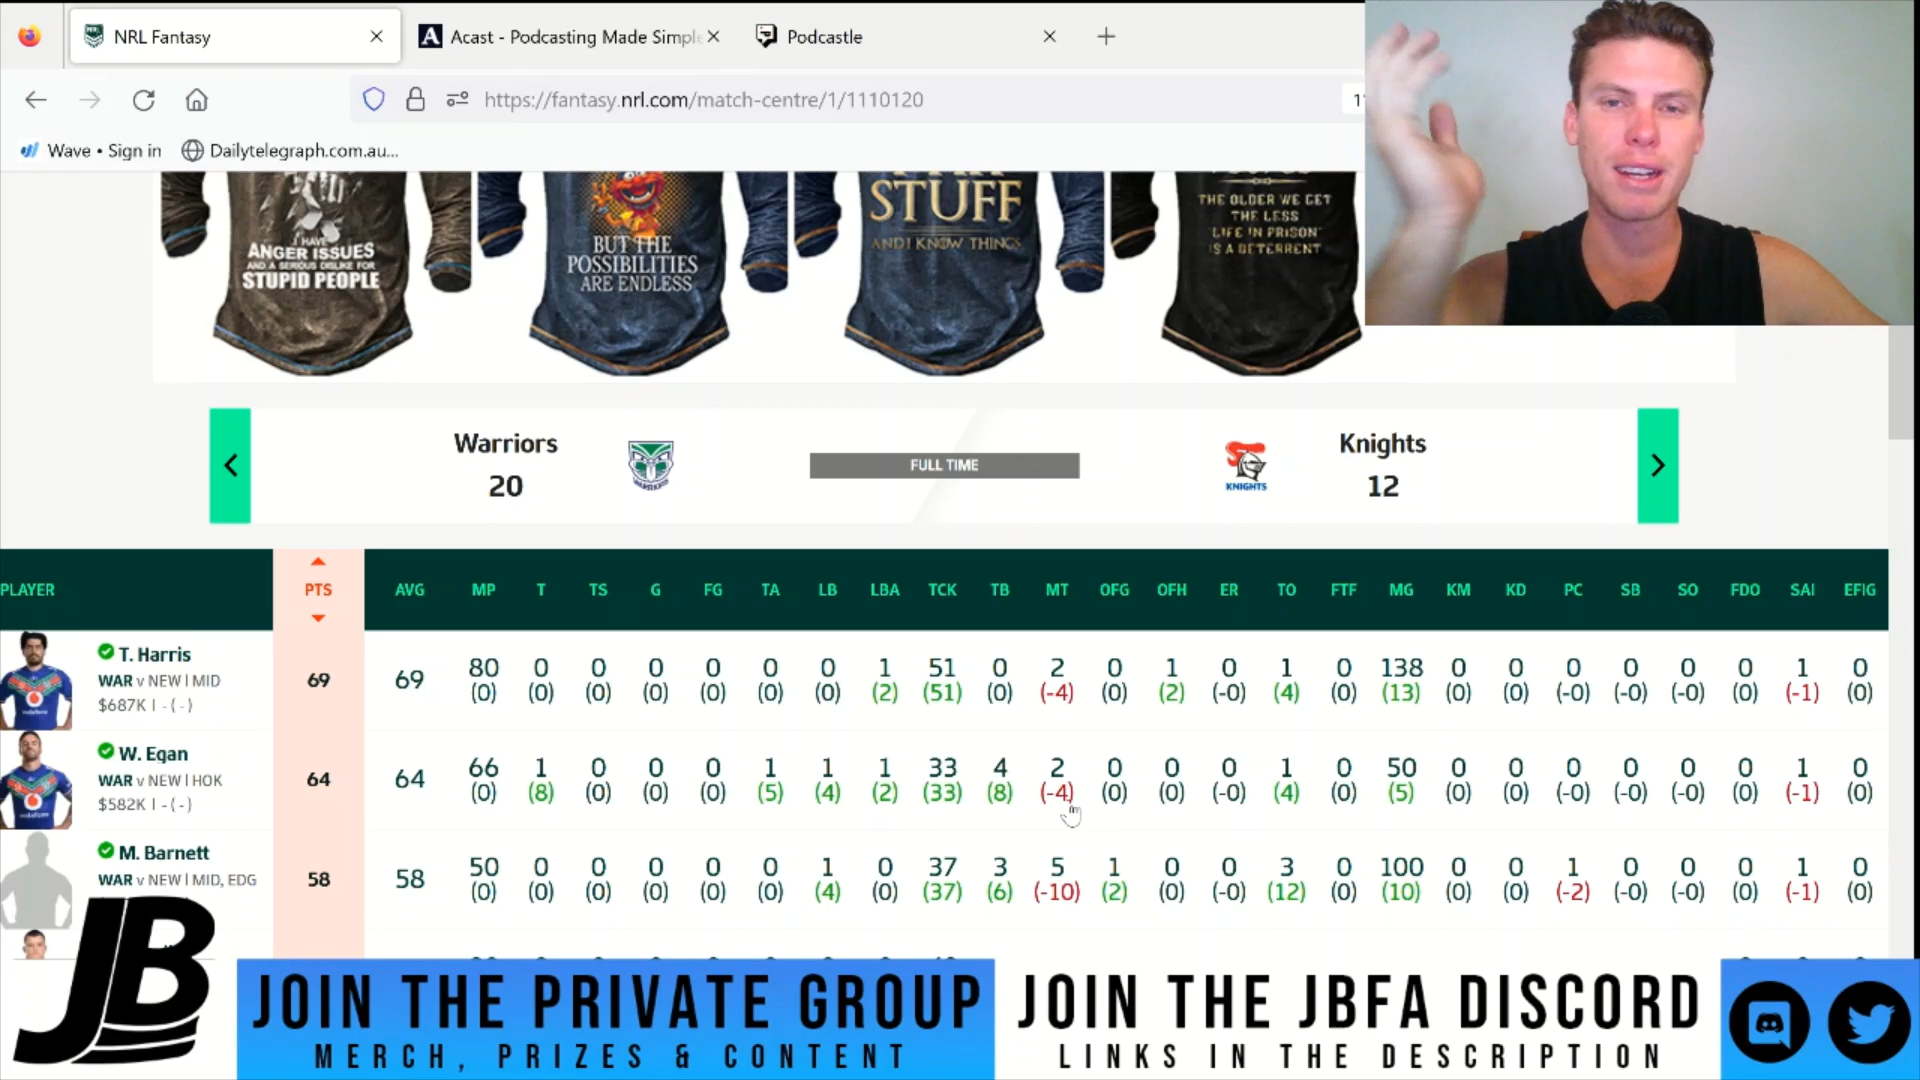 NRL Fantasy
Acast - Podcasting Made Simple
Podcastle
https://fantasy.nrl.com/match-centre/1/1110120
Wave • Sign in
Dailytelegraph.com.au...
I HAVE
ANGER ISSUES
AND A SERIOUS DISLIKE FOR
STUPID PEOPLE
BUT THE
POSSIBILITIES
ARE ENDLESS
STUFF
AND I KNOW THINGS
THE OLDER WE GET
THE LESS
"LIFE IN PRISON"
IS A DETERRENT
Warriors
20
WARRIORS
FULL TIME
KNIGHTS
Knights
12
PLAYER PTS AVG MP T TS G FG TA LB LBA TCK TB MT OFG OFH ER TO FTF MG KM KD PC SB SO FDO SAI EFIG
T. Harris
WAR v NEW | MID
$687K | - ( - )
69 69 80 0 0 0 0 0 0 1 51 0 2 0 1 0 1 0 138 0 0 0 0 0 0 1 0
(0) (0) (0) (0) (0) (0) (0) (2) (51) (0) (-4) (0) (2) (-0) (4) (0) (13) (0) (0) (-0) (-0) (-0) (0) (-1) (0)
W. Egan
WAR v NEW | HOK
$582K | - ( - )
64 64 66 1 0 0 0 1 1 1 33 4 2 0 0 0 1 0 50 0 0 0 0 0 0 1 0
(0) (8) (0) (0) (0) (5) (4) (2) (33) (8) (-4) (0) (0) (-0) (4) (0) (5) (0) (0) (-0) (-0) (-0) (0) (-1) (0)
M. Barnett
WAR v NEW | MID, EDG
58 58 50 0 0 0 0 0 1 0 37 3 5 1 0 0 3 0 100 0 0 1 0 0 0 1 0
(0) (0) (0) (0) (0) (0) (4) (0) (37) (6) (-10) (2) (0) (-0) (12) (0) (10) (0) (0) (-2) (-0) (-0) (0) (-1) (0)
JB
JOIN THE PRIVATE GROUP
MERCH, PRIZES & CONTENT
JOIN THE JBFA DISCORD
LINKS IN THE DESCRIPTION